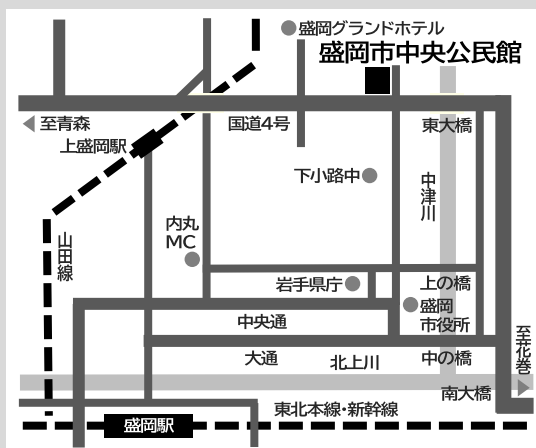 盛岡グランドホテル
盛岡市中央公民館
至青森
国道4号
東大橋
上盛岡駅
下小路中
中津川
内丸
MC
山田線
岩手県庁
上の橋
盛岡
市役所
中央通
至花巻
大通
北上川
中の橋
南大橋
東北本線・新幹線
盛岡駅